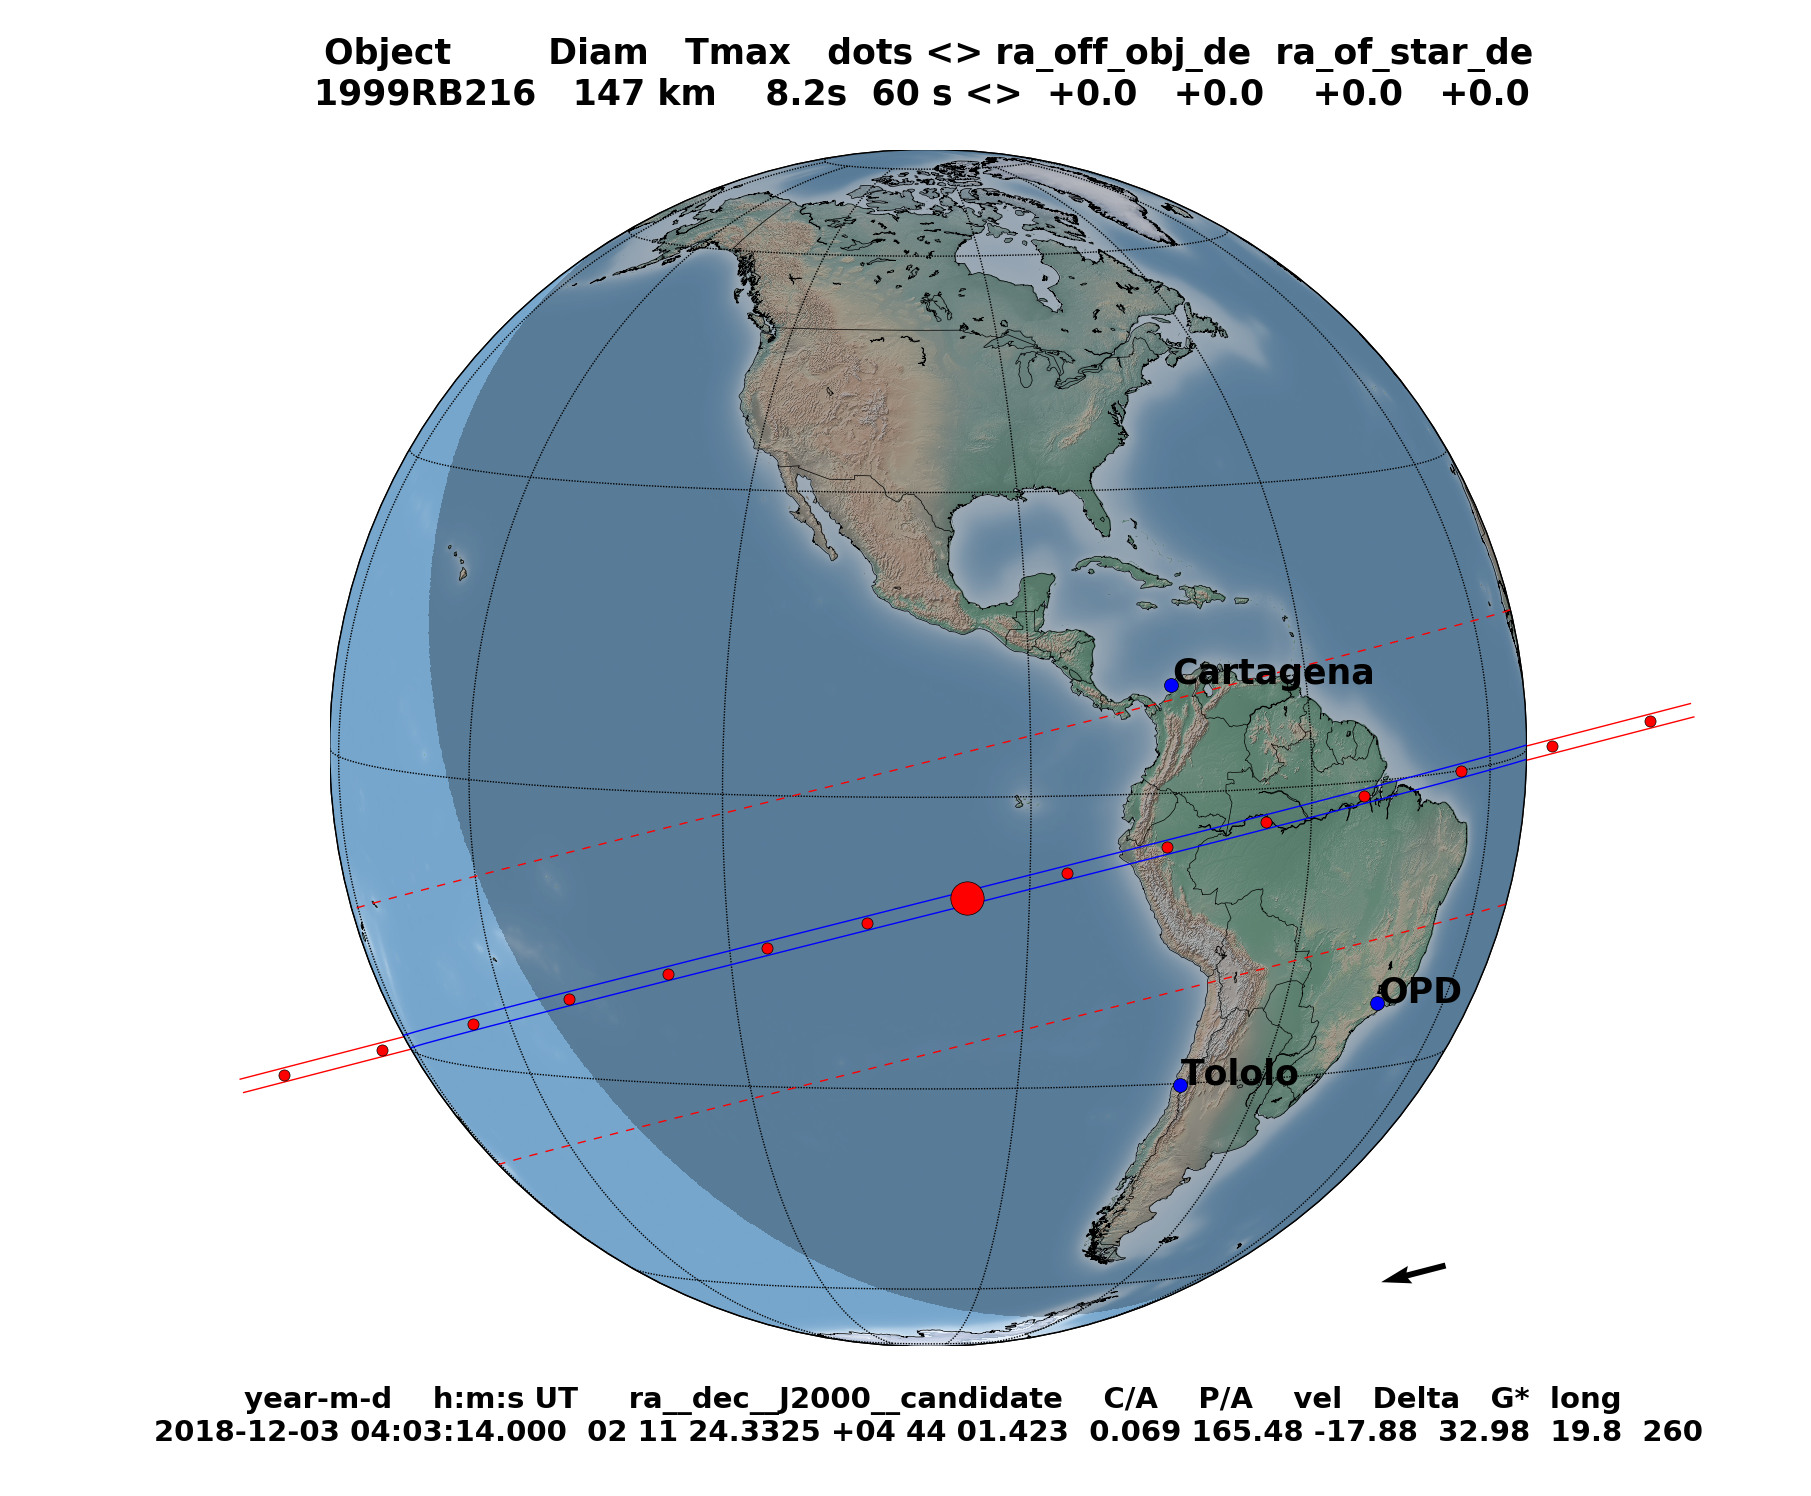 Object Diam Tmax dots <> ra_off_obj_de ra_of_star_de
1999RB216 147 km 8.2s 60 s <> +0.0 +0.0 +0.0 +0.0
Cartagena
OPD
Tololo
year-m-d h:m:s UT ra__dec__J2000__candidate C/A P/A vel Delta G* long
2018-12-03 04:03:14.000 02 11 24.3325 +04 44 01.423 0.069 165.48 -17.88 32.98 19.8 260